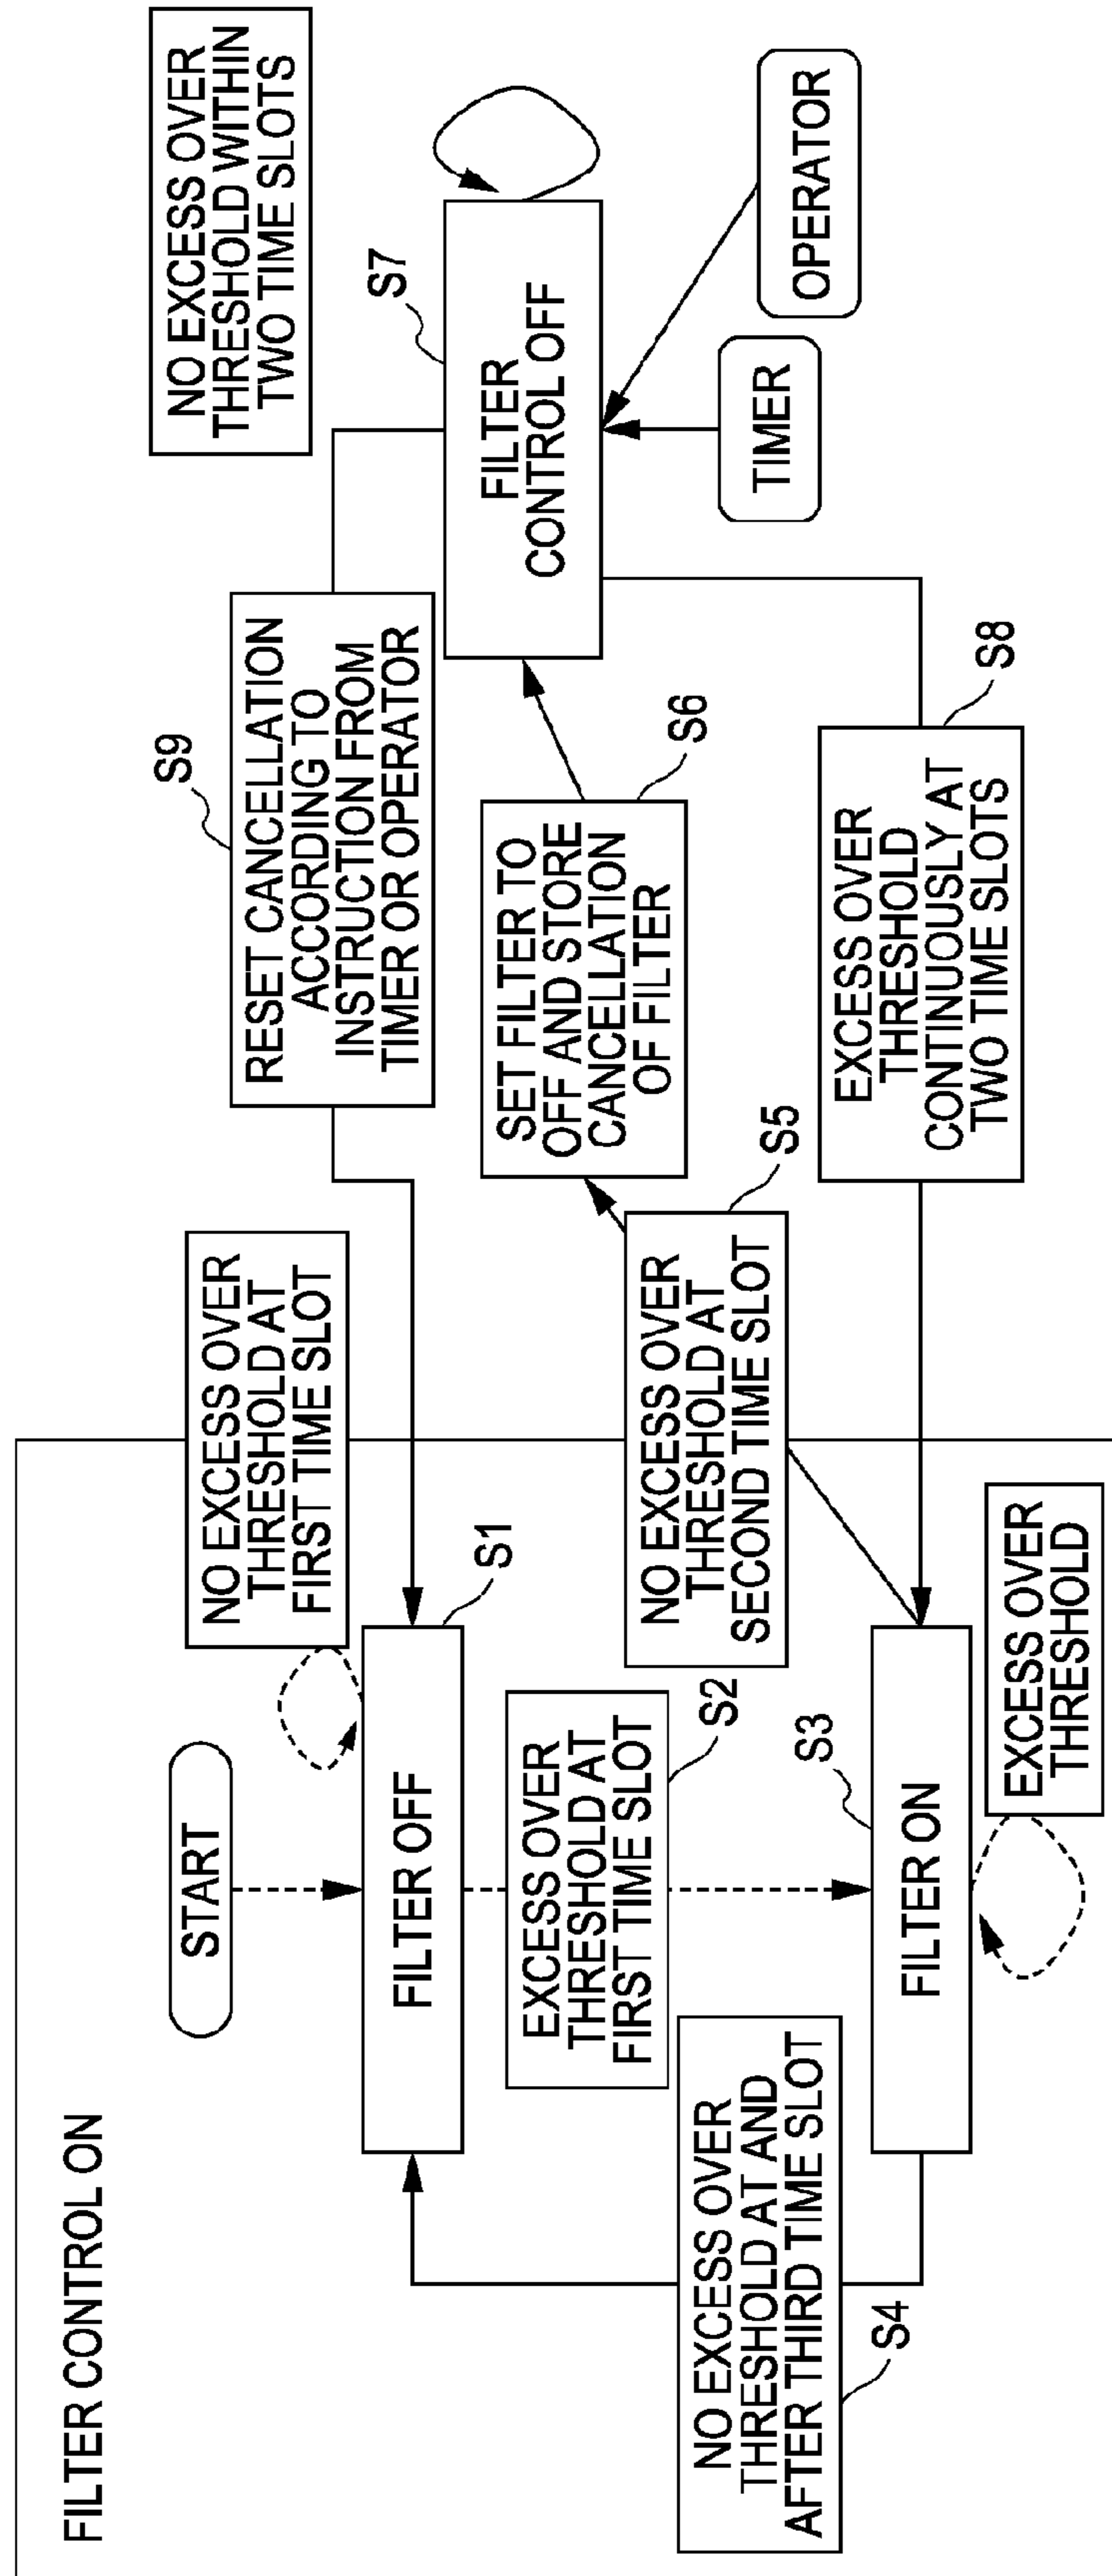 FILTER CONTROL ON
START
NO EXCESS OVER
THRESHOLD AT
FIRST TIME SLOT
FILTER OFF
S1
EXCESS OVER
THRESHOLD AT
FIRST TIME SLOT
S2
FILTER ON
S3
EXCESS OVER
THRESHOLD
NO EXCESS OVER
THRESHOLD AT AND
AFTER THIRD TIME SLOT
S4
NO EXCESS OVER
THRESHOLD AT
SECOND TIME SLOT
S5
SET FILTER TO
OFF AND STORE
CANCELLATION
OF FILTER
S6
FILTER
CONTROL OFF
S7
EXCESS OVER
THRESHOLD
CONTINUOUSLY AT
TWO TIME SLOTS
S8
RESET CANCELLATION
ACCORDING TO
INSTRUCTION FROM
TIMER OR OPERATOR
S9
NO EXCESS OVER
THRESHOLD WITHIN
TWO TIME SLOTS
TIMER
OPERATOR